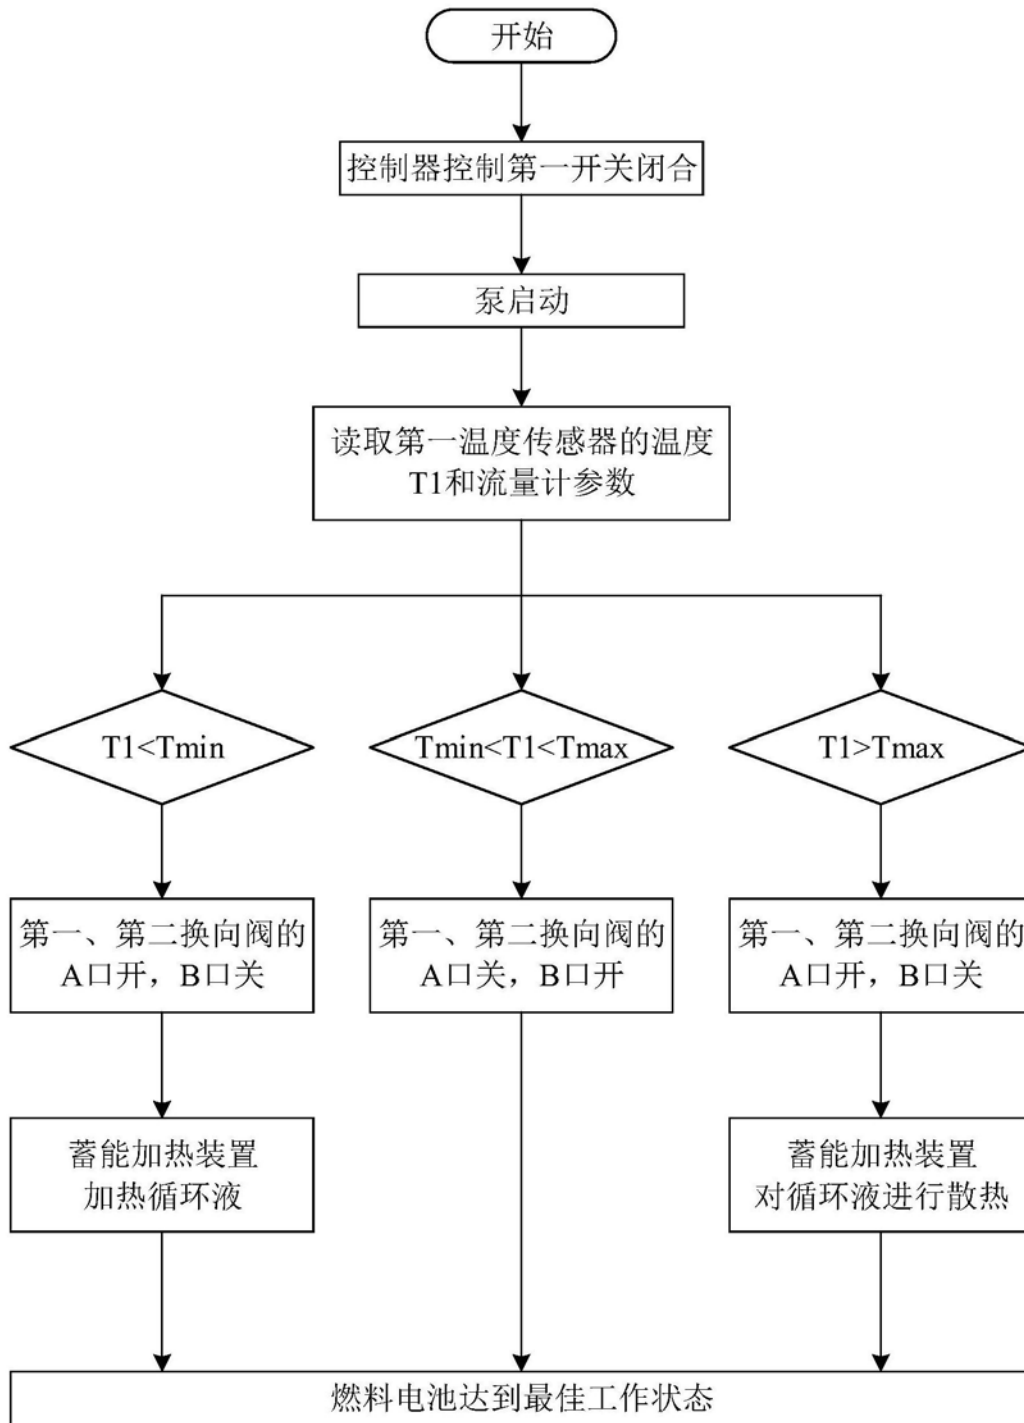 开始
控制器控制第一开关闭合
泵启动
读取第一温度传感器的温度
T1和流量计参数
T1<Tmin
Tmin<T1<Tmax
T1>Tmax
第一、第二换向阀的
A口开，B口关
第一、第二换向阀的
A口关，B口开
第一、第二换向阀的
A口开，B口关
蓄能加热装置
加热循环液
蓄能加热装置
对循环液进行散热
燃料电池达到最佳工作状态